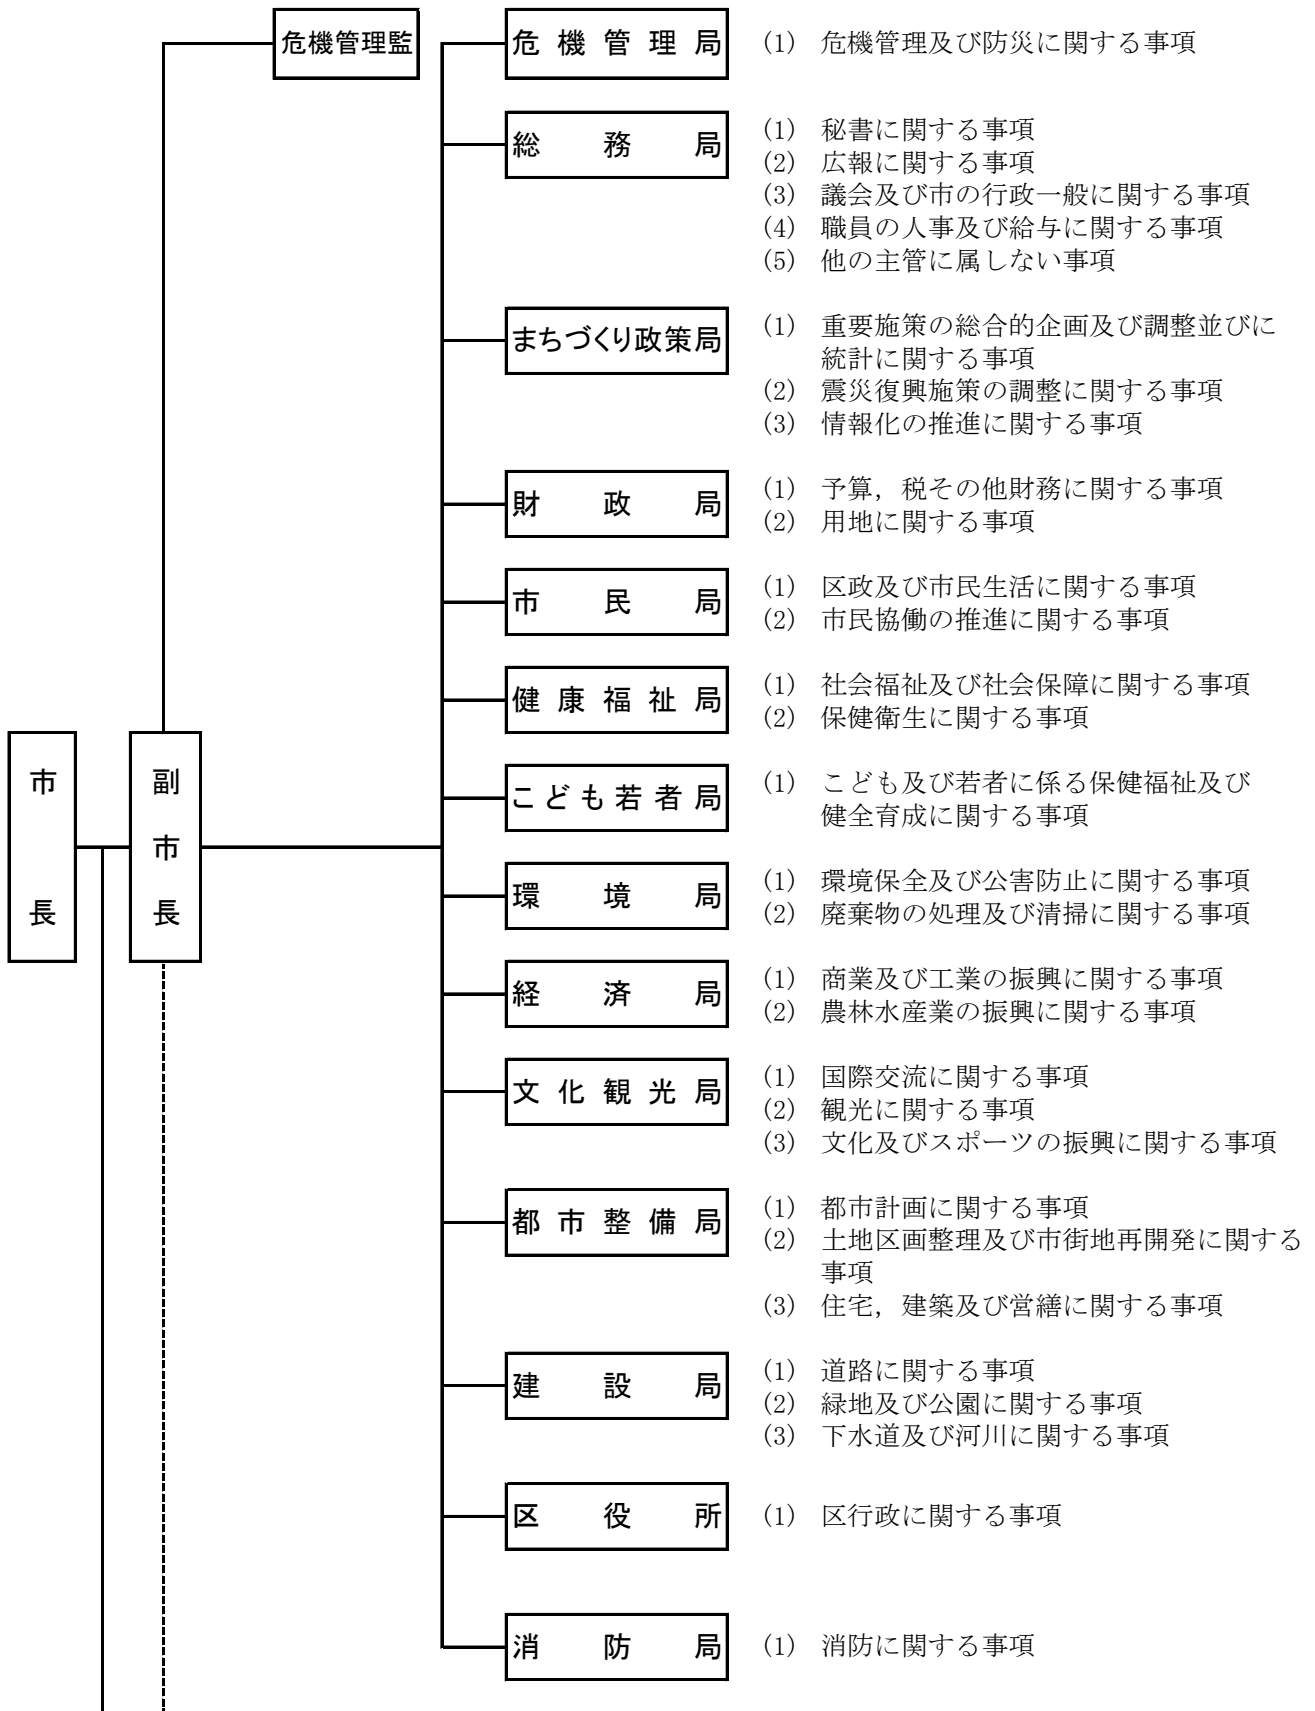 危機管理監
危機管理局
(1) 危機管理及び防災に関する事項
総務局
(1) 秘書に関する事項
(2) 広報に関する事項
(3) 議会及び市の行政一般に関する事項
(4) 職員の人事及び給与に関する事項
(5) 他の主管に属しない事項
まちづくり政策局
(1) 重要施策の総合的企画及び調整並びに
統計に関する事項
(2) 震災復興施策の調整に関する事項
(3) 情報化の推進に関する事項
財政局
(1) 予算，税その他財務に関する事項
(2) 用地に関する事項
市民局
(1) 区政及び市民生活に関する事項
(2) 市民協働の推進に関する事項
健康福祉局
(1) 社会福祉及び社会保障に関する事項
(2) 保健衛生に関する事項
市長
副市長
こども若者局
(1) こども及び若者に係る保健福祉及び
健全育成に関する事項
環境局
(1) 環境保全及び公害防止に関する事項
(2) 廃棄物の処理及び清掃に関する事項
経済局
(1) 商業及び工業の振興に関する事項
(2) 農林水産業の振興に関する事項
文化観光局
(1) 国際交流に関する事項
(2) 観光に関する事項
(3) 文化及びスポーツの振興に関する事項
都市整備局
(1) 都市計画に関する事項
(2) 土地区画整理及び市街地再開発に関する
事項
(3) 住宅，建築及び営繕に関する事項
建設局
(1) 道路に関する事項
(2) 緑地及び公園に関する事項
(3) 下水道及び河川に関する事項
区役所
(1) 区行政に関する事項
消防局
(1) 消防に関する事項